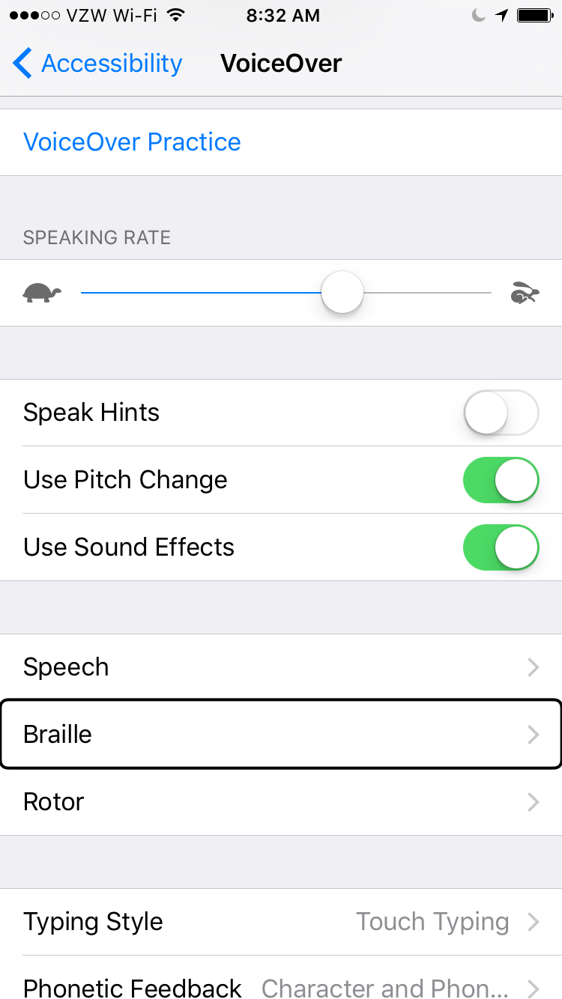 VZW Wi-Fi 8:32 AM
Accessibility VoiceOver
VoiceOver Practice
SPEAKING RATE
Speak Hints
Use Pitch Change
Use Sound Effects
Speech
Braille
Rotor
Typing Style Touch Typing
Phonetic Feedback Character and Phon...